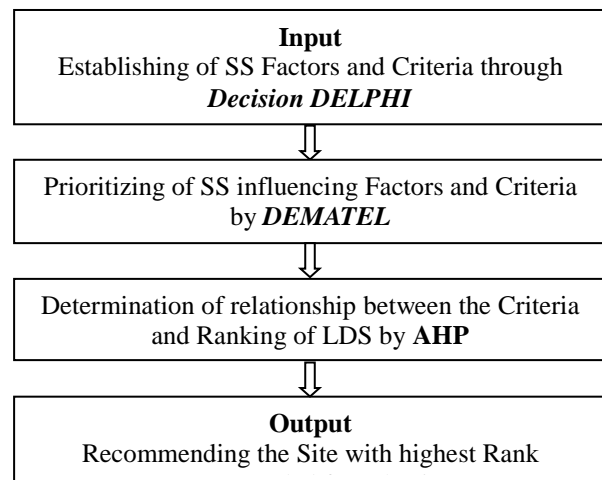 Input
Establishing of SS Factors and Criteria through
Decision DELPHI
Prioritizing of SS influencing Factors and Criteria
by DEMATEL
Determination of relationship between the Criteria
and Ranking of LDS by AHP
Output
Recommending the Site with highest Rank